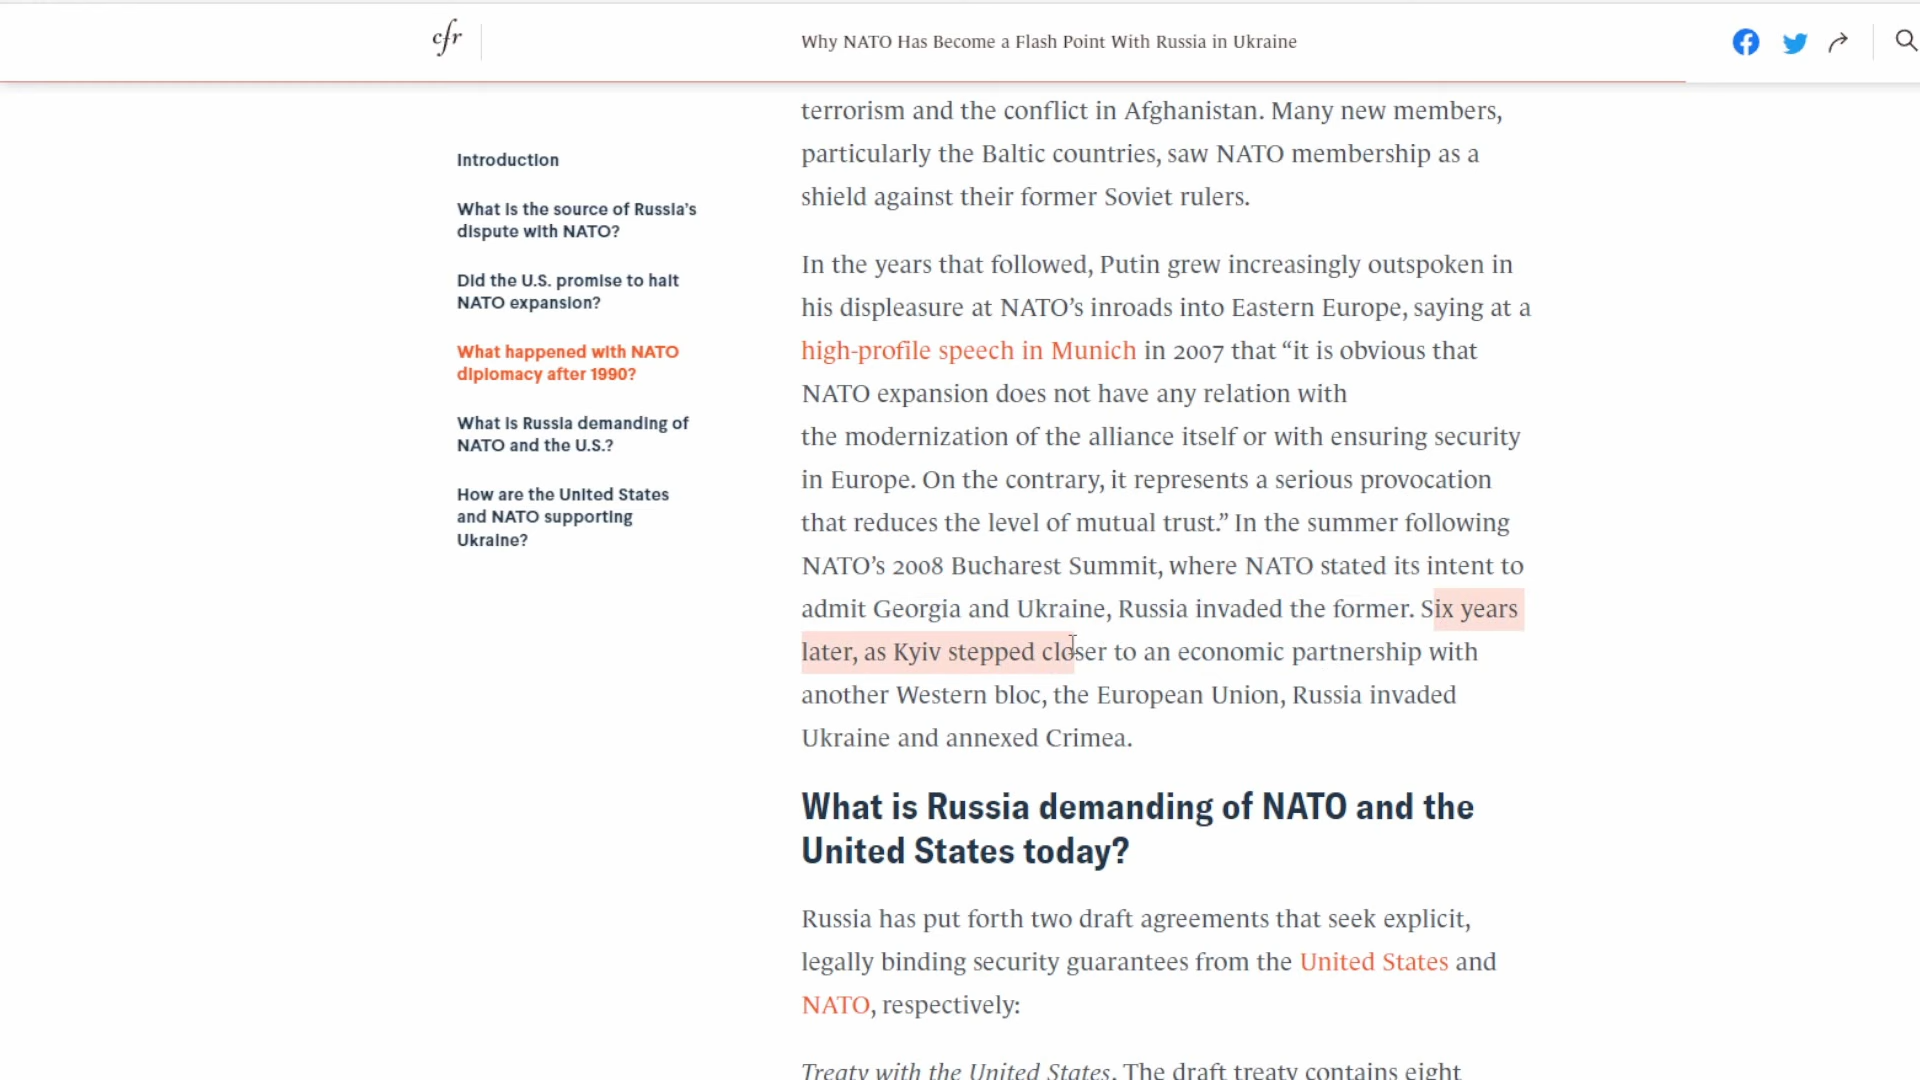 cfr
Why NATO Has Become a Flash Point With Russia in Ukraine
Introduction
What is the source of Russia's
dispute with NATO?
Did the U.S. promise to halt
NATO expansion?
What happened with NATO
diplomacy after 1990?
What is Russia demanding of
NATO and the U.S.?
How are the United States
and NATO supporting
Ukraine?
terrorism and the conflict in Afghanistan. Many new members,
particularly the Baltic countries, saw NATO membership as a
shield against their former Soviet rulers.
In the years that followed, Putin grew increasingly outspoken in
his displeasure at NATO’s inroads into Eastern Europe, saying at a
high-profile speech in Munich in 2007 that “it is obvious that
NATO expansion does not have any relation with
the modernization of the alliance itself or with ensuring security
in Europe. On the contrary, it represents a serious provocation
that reduces the level of mutual trust.” In the summer following
NATO’s 2008 Bucharest Summit, where NATO stated its intent to
admit Georgia and Ukraine, Russia invaded the former. Six years
later, as Kyiv stepped closer to an economic partnership with
another Western bloc, the European Union, Russia invaded
Ukraine and annexed Crimea.
What is Russia demanding of NATO and the
United States today?
Russia has put forth two draft agreements that seek explicit,
legally binding security guarantees from the United States and
NATO, respectively:
Treaty with the United States. The draft treaty contains eight